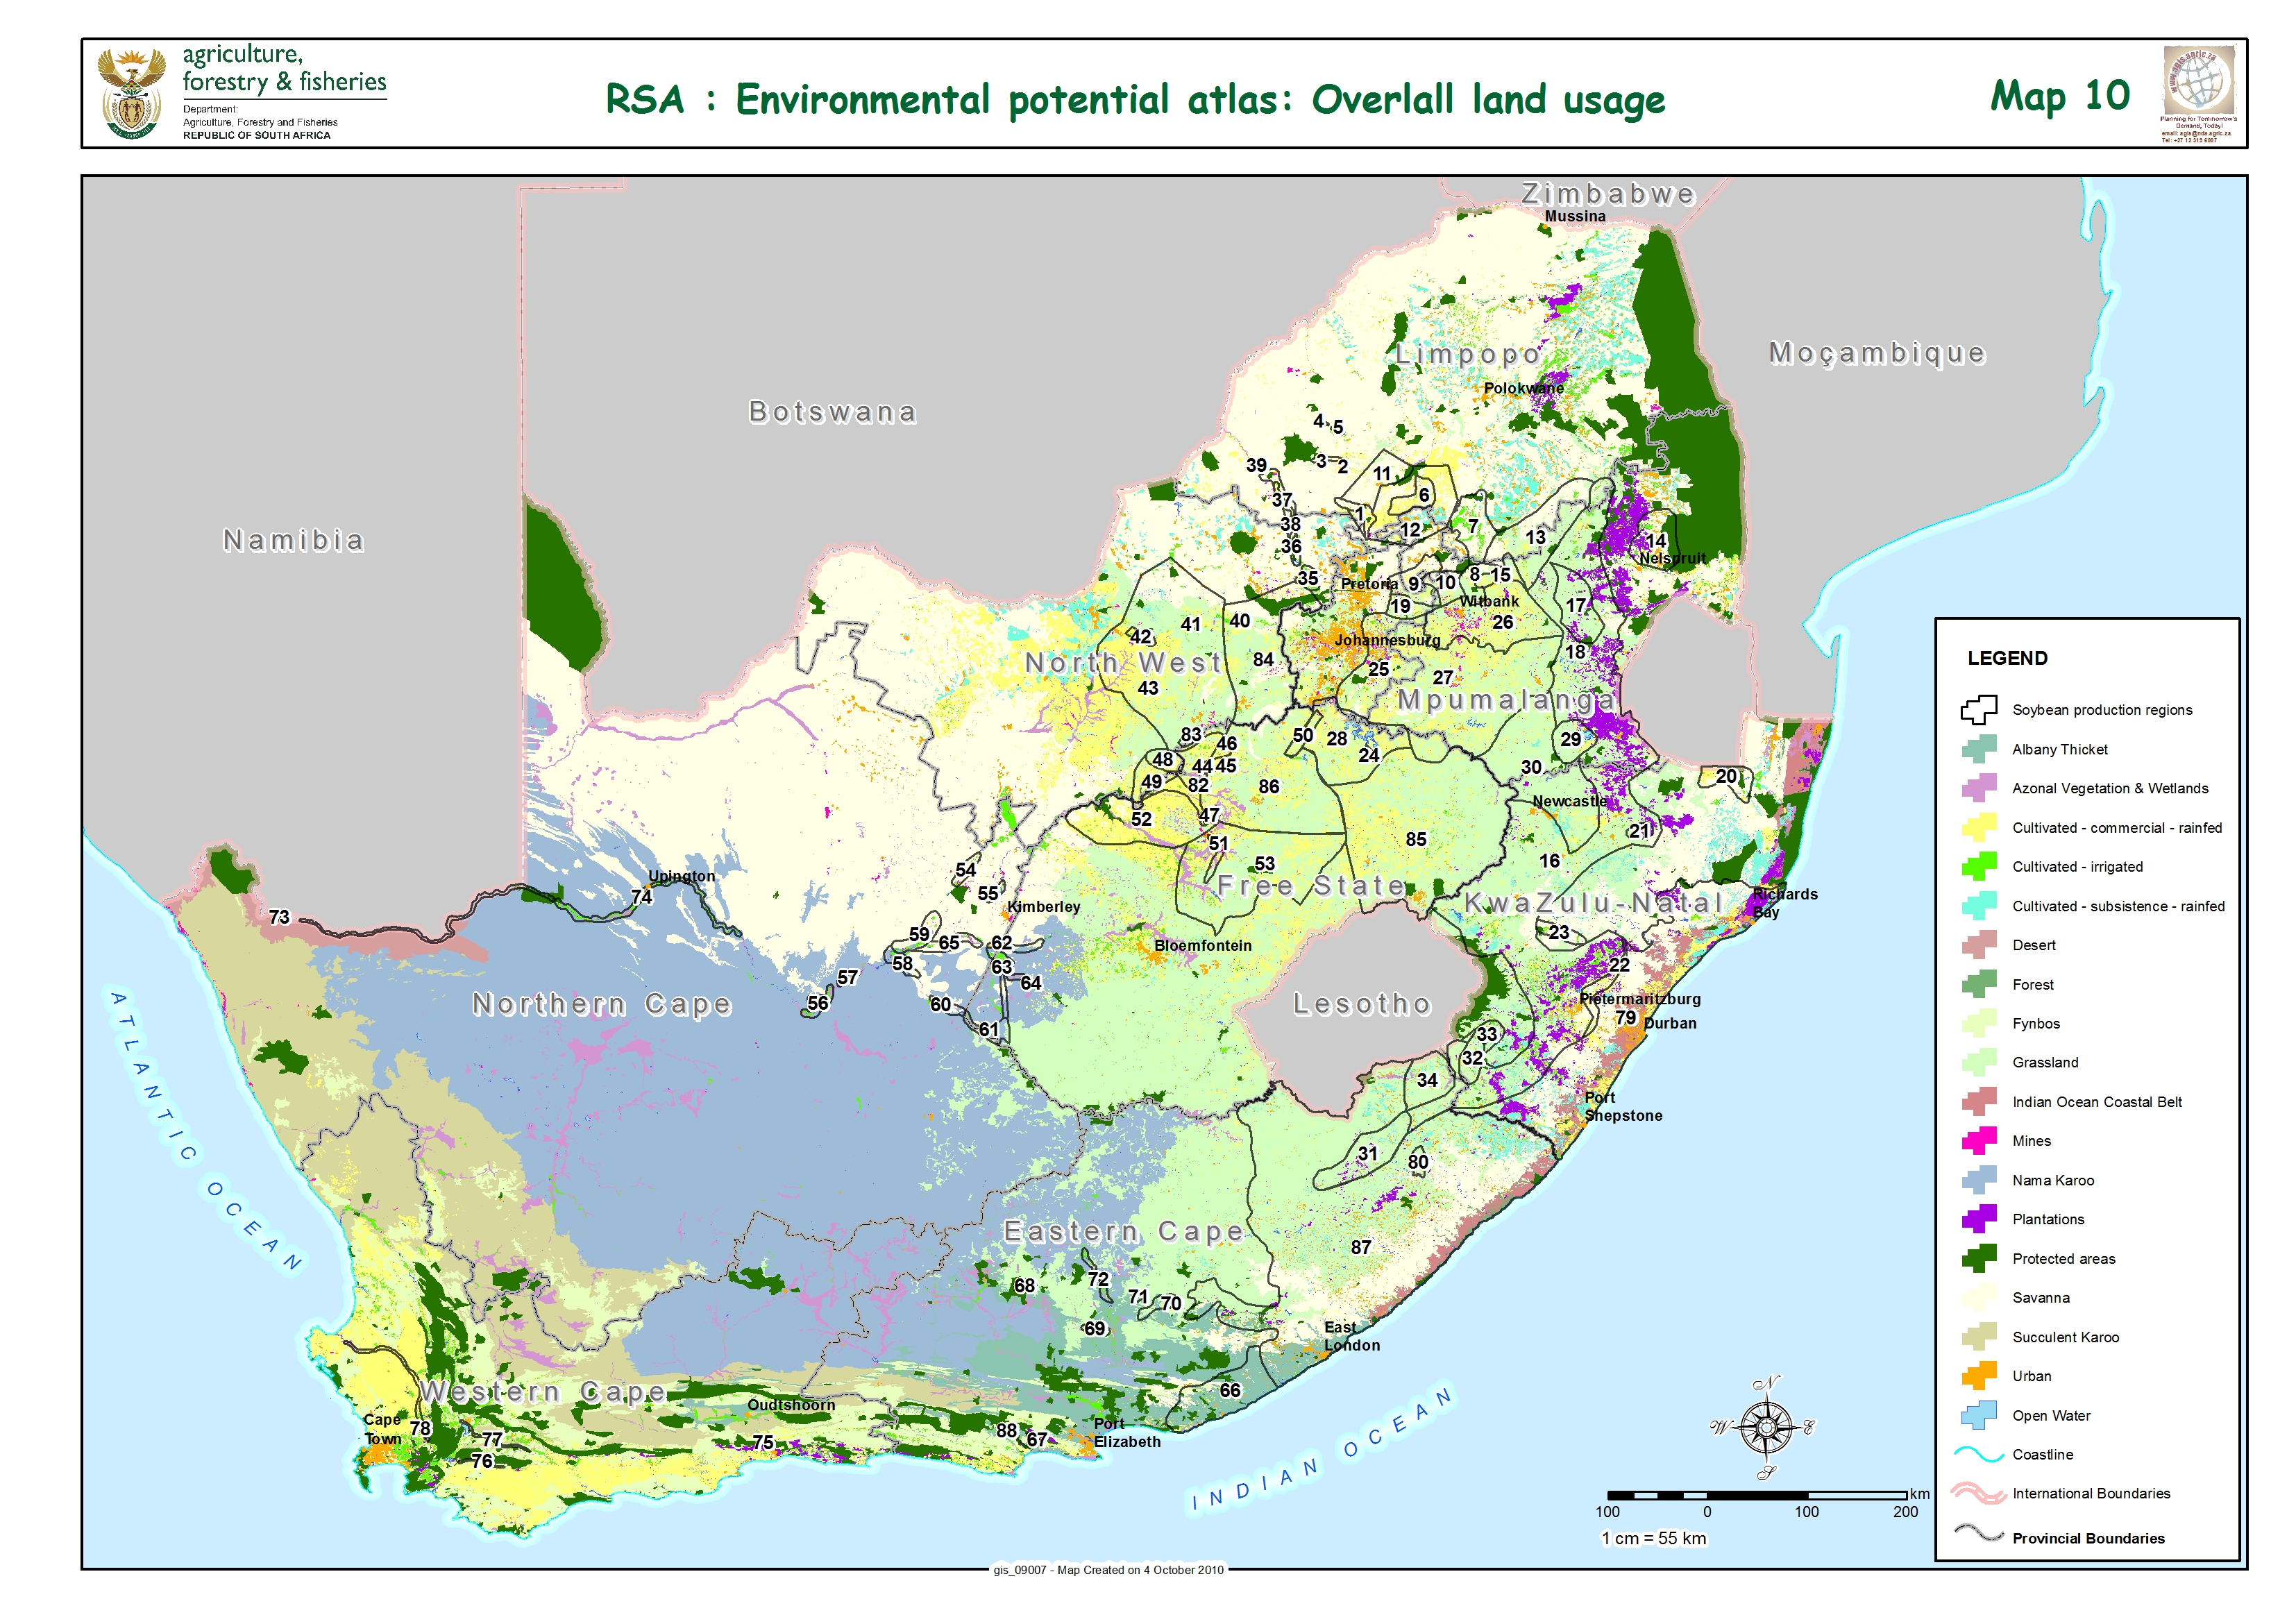 agriculture,
forestry & fisheries
Department:
Agriculture, Forestry and Fisheries
REPUBLIC OF SOUTH AFRICA
RSA : Environmental potential atlas: Overlall land usage
Map 10
www.agis.agric.za
Planning for Tommorrow's
Demand, Today!
email: agis@nda.agric.za
Tel: +27 12 319 6007
Zimbabwe
Mussina
Moçambique
Limpopo
Polokwane
Botswana
4 5
39 3 2 11
37 6
1
38 12 7
Namibia
36 13 14
Nelspruit
35 Pretoria 9 10 8 15
19 Witbank 17
42 41 40 26
Johannesburg
North West 84 25 18
43 27
Mpumalanga
83 46 50 28 29
48 44 45 24
49 82 86 30 20
52 47 Newcastle
51 85 21
54 53 16
Upington
74 55
Free State
Kimberley
KwaZulu-Natal
Richards
Bay
73
59 65 62 Bloemfontein 23
58 63 22
57 64
56 60
Northern Cape
Lesotho
Pietermaritzburg
61 79 Durban
33
32
34
Port
Shepstone
31 80
ATLANTIC OCEAN
Eastern Cape
87
68 72
71 70
69
East
London
Western Cape
66
Oudtshoorn
Cape
Town
78
77
76
75
88 67
Port
Elizabeth
INDIAN OCEAN
N
W E
S
km
100 0 100 200
1 cm = 55 km
LEGEND
Soybean production regions
Albany Thicket
Azonal Vegetation & Wetlands
Cultivated - commercial - rainfed
Cultivated - irrigated
Cultivated - subsistence - rainfed
Desert
Forest
Fynbos
Grassland
Indian Ocean Coastal Belt
Mines
Nama Karoo
Plantations
Protected areas
Savanna
Succulent Karoo
Urban
Open Water
Coastline
International Boundaries
Provincial Boundaries
gis_09007 - Map Created on 4 October 2010